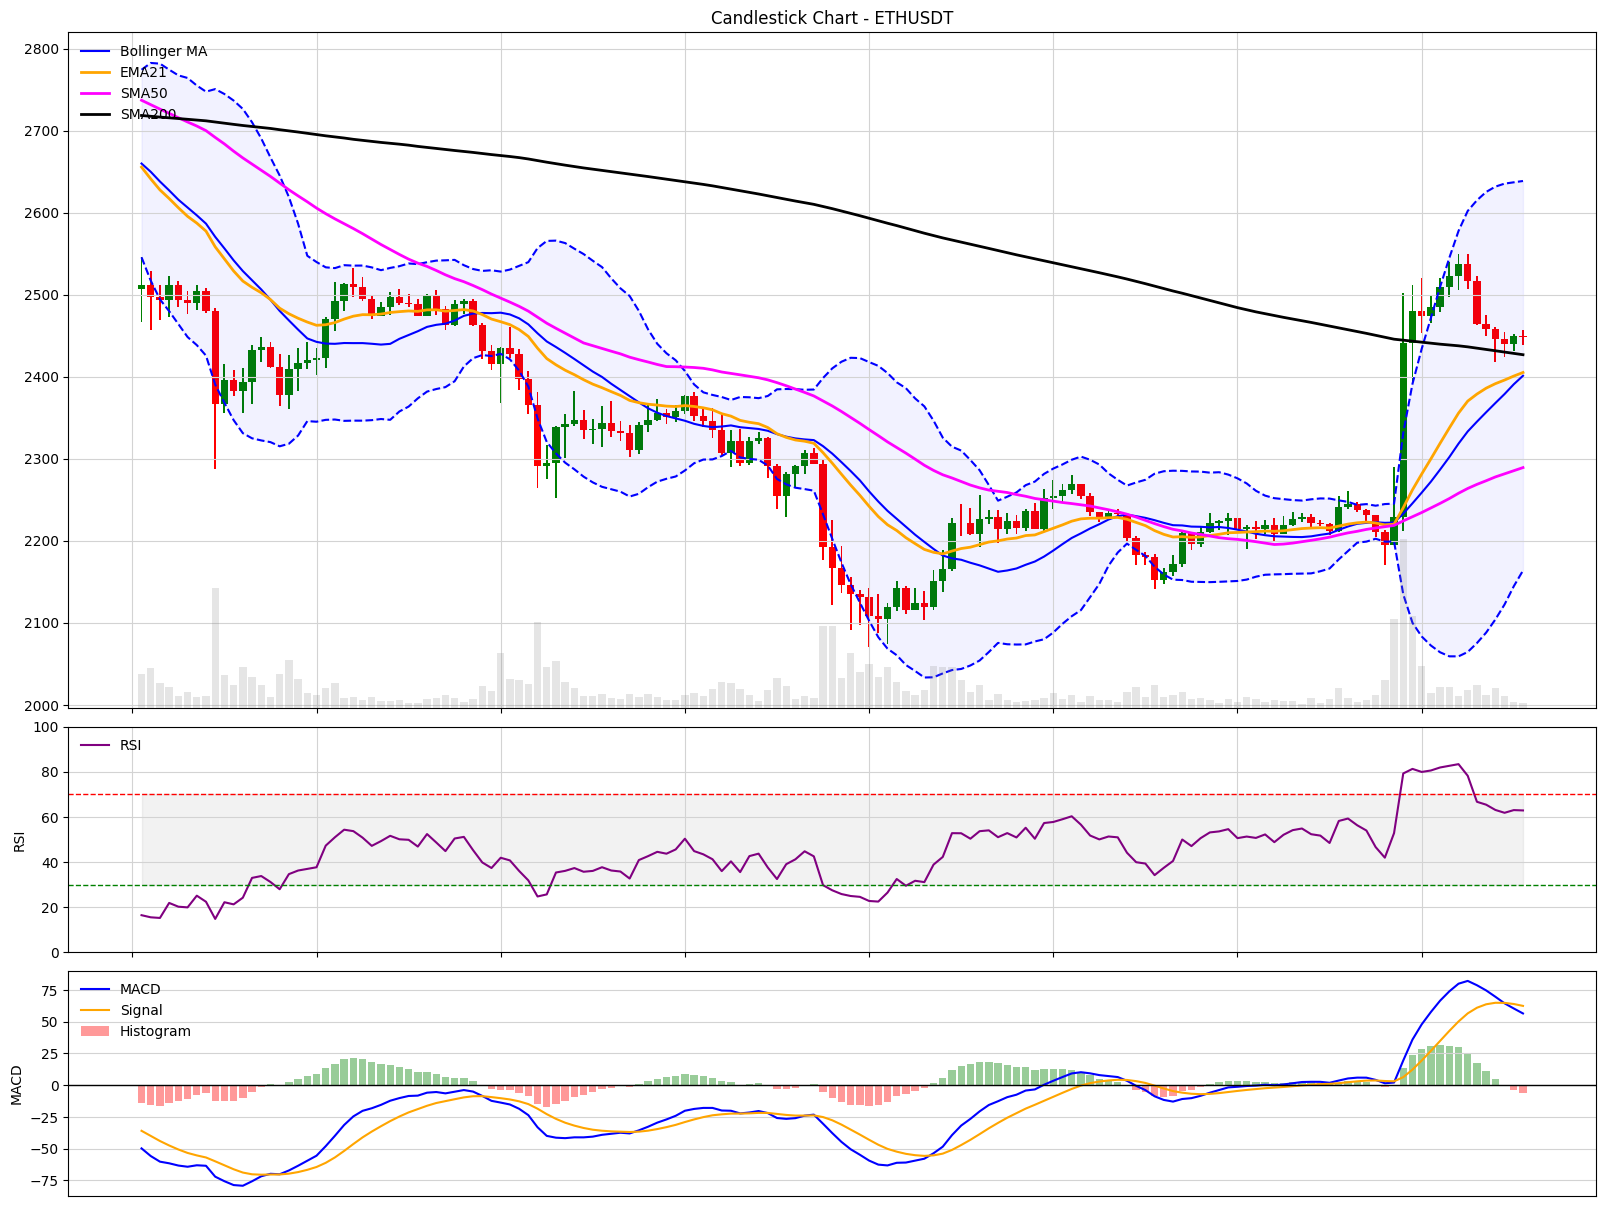 Candlestick Chart - ETHUSDT
2800
2700
2600
2500
2400
2300
2200
2100
2000
Bollinger MA
EMA21
SMA50
SMA200
100
80
60
40
20
0
RSI
RSI
75
50
25
0
−25
−50
−75
MACD
MACD
Signal
Histogram